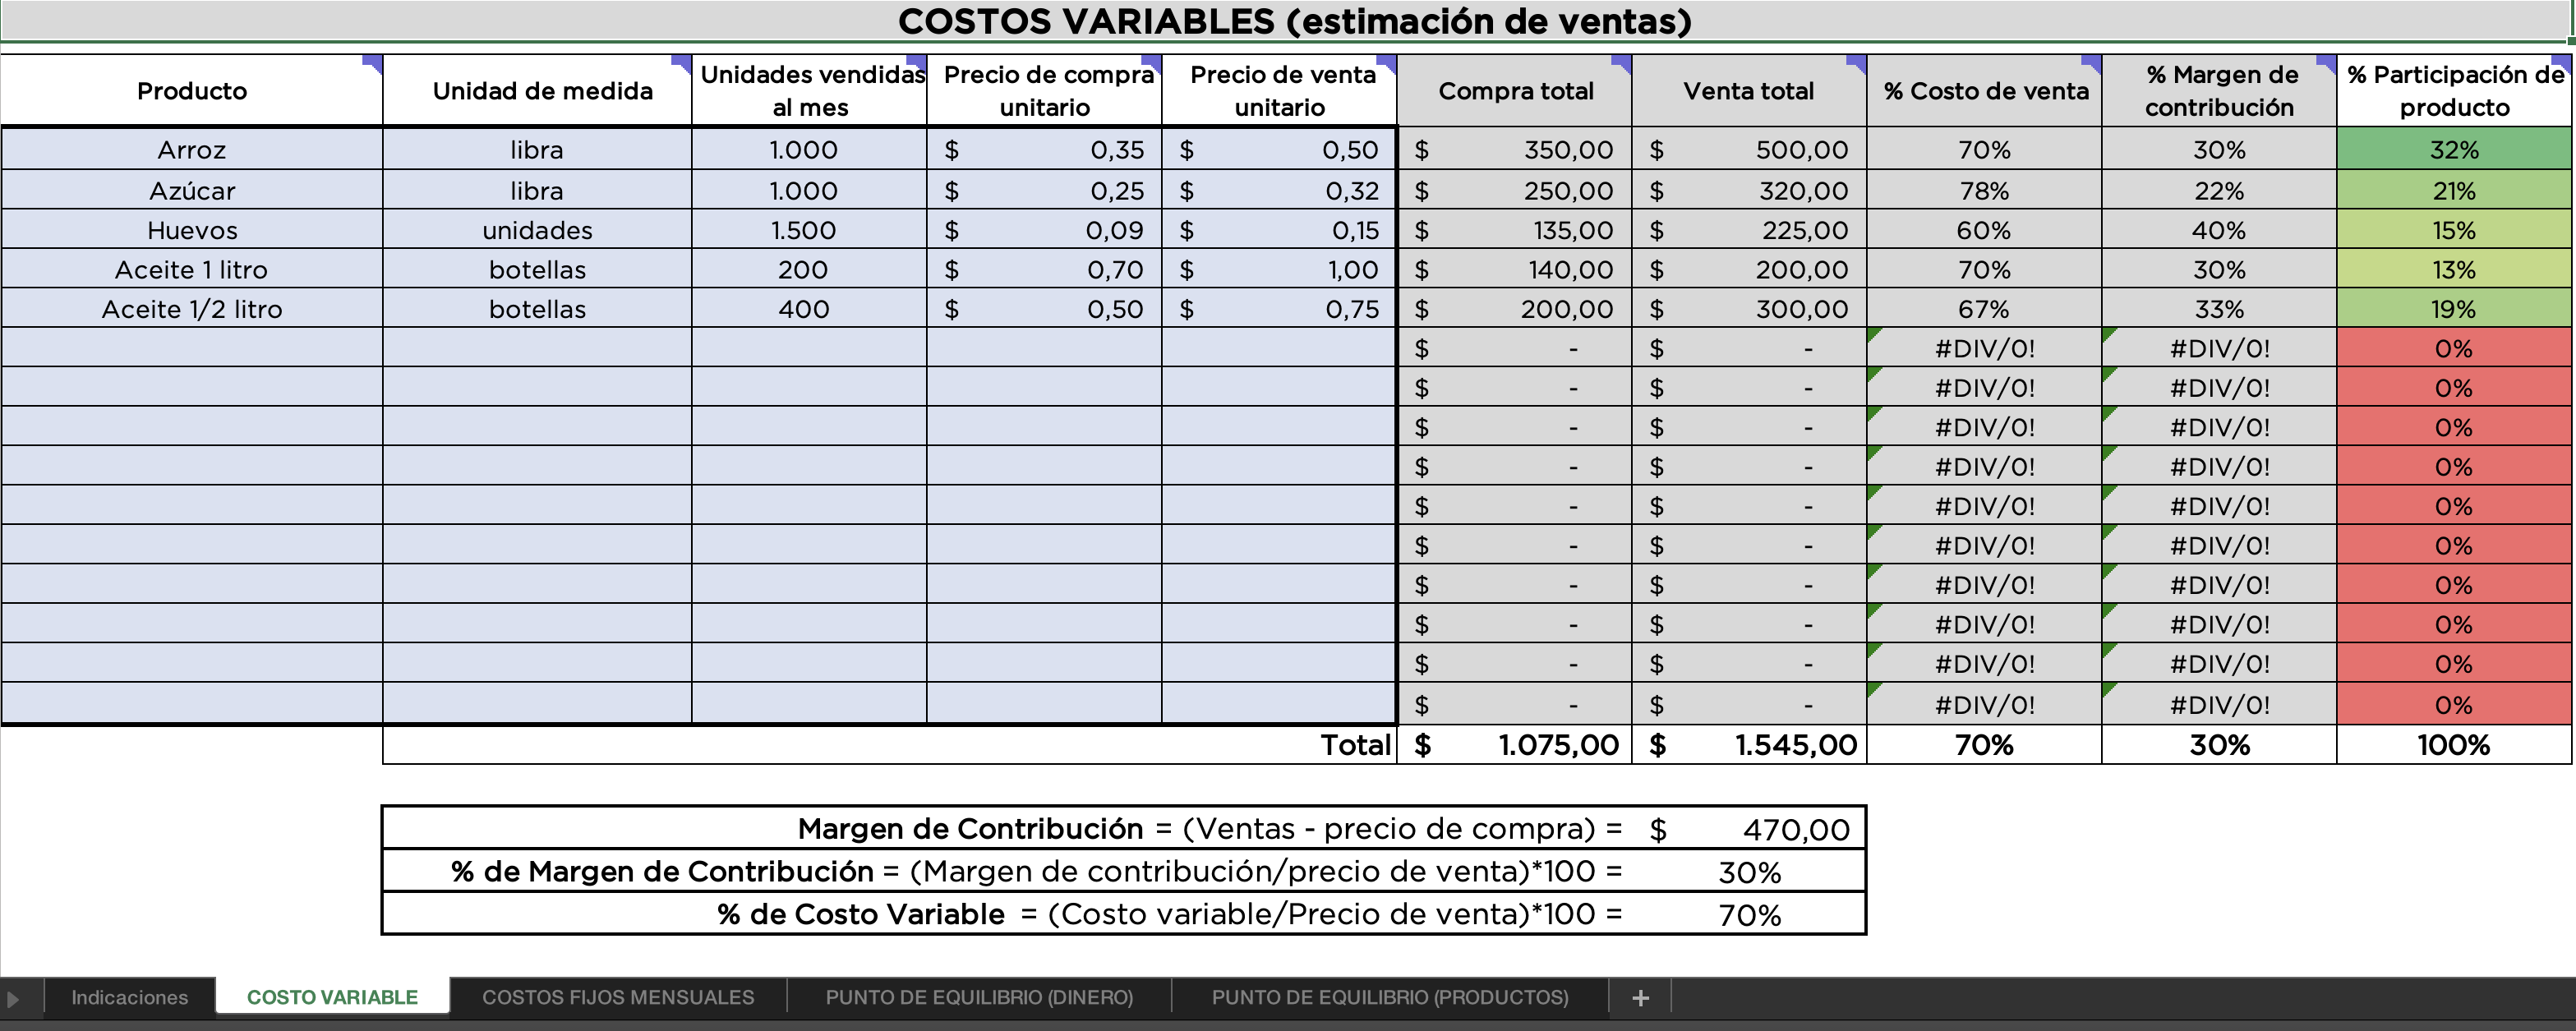 COSTOS VARIABLES (estimación de ventas)
Producto Unidad de medida Unidades vendidas al mes Precio de compra unitario Precio de venta unitario Compra total Venta total % Costo de venta % Margen de contribución % Participación de producto
Arroz libra 1.000 $ 0,35 $ 0,50 $ 350,00 $ 500,00 70% 30% 32%
Azúcar libra 1.000 $ 0,25 $ 0,32 $ 250,00 $ 320,00 78% 22% 21%
Huevos unidades 1.500 $ 0,09 $ 0,15 $ 135,00 $ 225,00 60% 40% 15%
Aceite 1 litro botellas 200 $ 0,70 $ 1,00 $ 140,00 $ 200,00 70% 30% 13%
Aceite 1/2 litro botellas 400 $ 0,50 $ 0,75 $ 200,00 $ 300,00 67% 33% 19%
$ - $ - #DIV/0! #DIV/0! 0%
$ - $ - #DIV/0! #DIV/0! 0%
$ - $ - #DIV/0! #DIV/0! 0%
$ - $ - #DIV/0! #DIV/0! 0%
$ - $ - #DIV/0! #DIV/0! 0%
$ - $ - #DIV/0! #DIV/0! 0%
$ - $ - #DIV/0! #DIV/0! 0%
$ - $ - #DIV/0! #DIV/0! 0%
$ - $ - #DIV/0! #DIV/0! 0%
$ - $ - #DIV/0! #DIV/0! 0%
Total $ 1.075,00 $ 1.545,00 70% 30% 100%
Margen de Contribución = (Ventas - precio de compra) = $ 470,00
% de Margen de Contribución = (Margen de contribución/precio de venta)*100 = 30%
% de Costo Variable = (Costo variable/Precio de venta)*100 = 70%
Indicaciones COSTO VARIABLE COSTOS FIJOS MENSUALES PUNTO DE EQUILIBRIO (DINERO) PUNTO DE EQUILIBRIO (PRODUCTOS) +